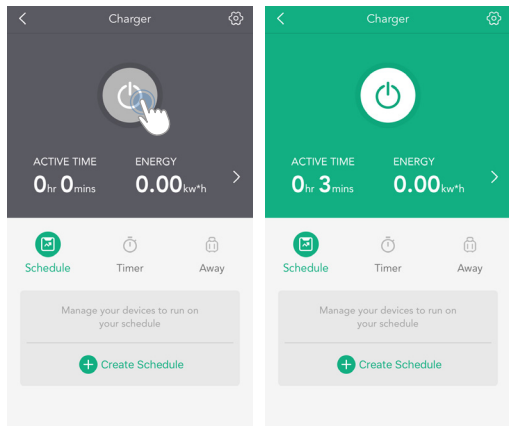 Charger
ACTIVE TIME ENERGY
0hr 0mins 0.00kw*h
Schedule Timer Away
Manage your devices to run on
your schedule
Create Schedule
Charger
ACTIVE TIME ENERGY
0hr 3mins 0.00kw*h
Schedule Timer Away
Manage your devices to run on
your schedule
Create Schedule